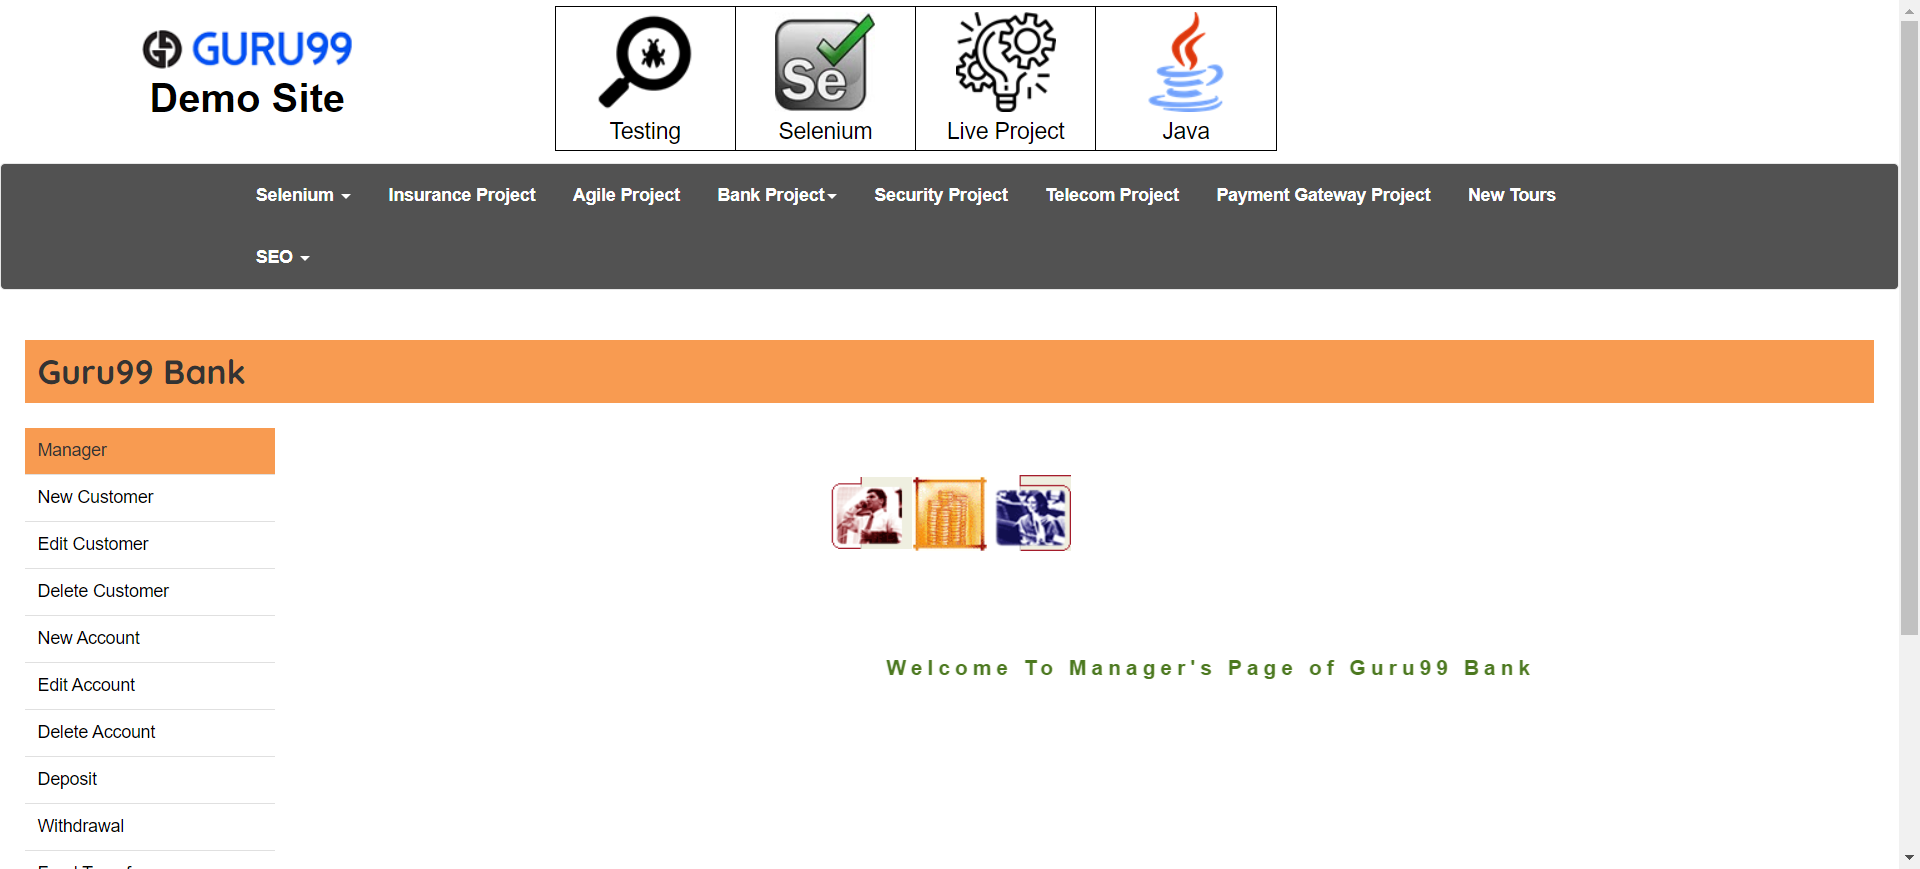 GURU99
Demo Site
Se
Testing
Selenium
Live Project
Java
Selenium
Insurance Project
Agile Project
Bank Project
Security Project
Telecom Project
Payment Gateway Project
New Tours
SEO
Guru99 Bank
Manager
New Customer
Edit Customer
Delete Customer
New Account
Edit Account
Delete Account
Deposit
Withdrawal
Welcome To Manager's Page of Guru99 Bank